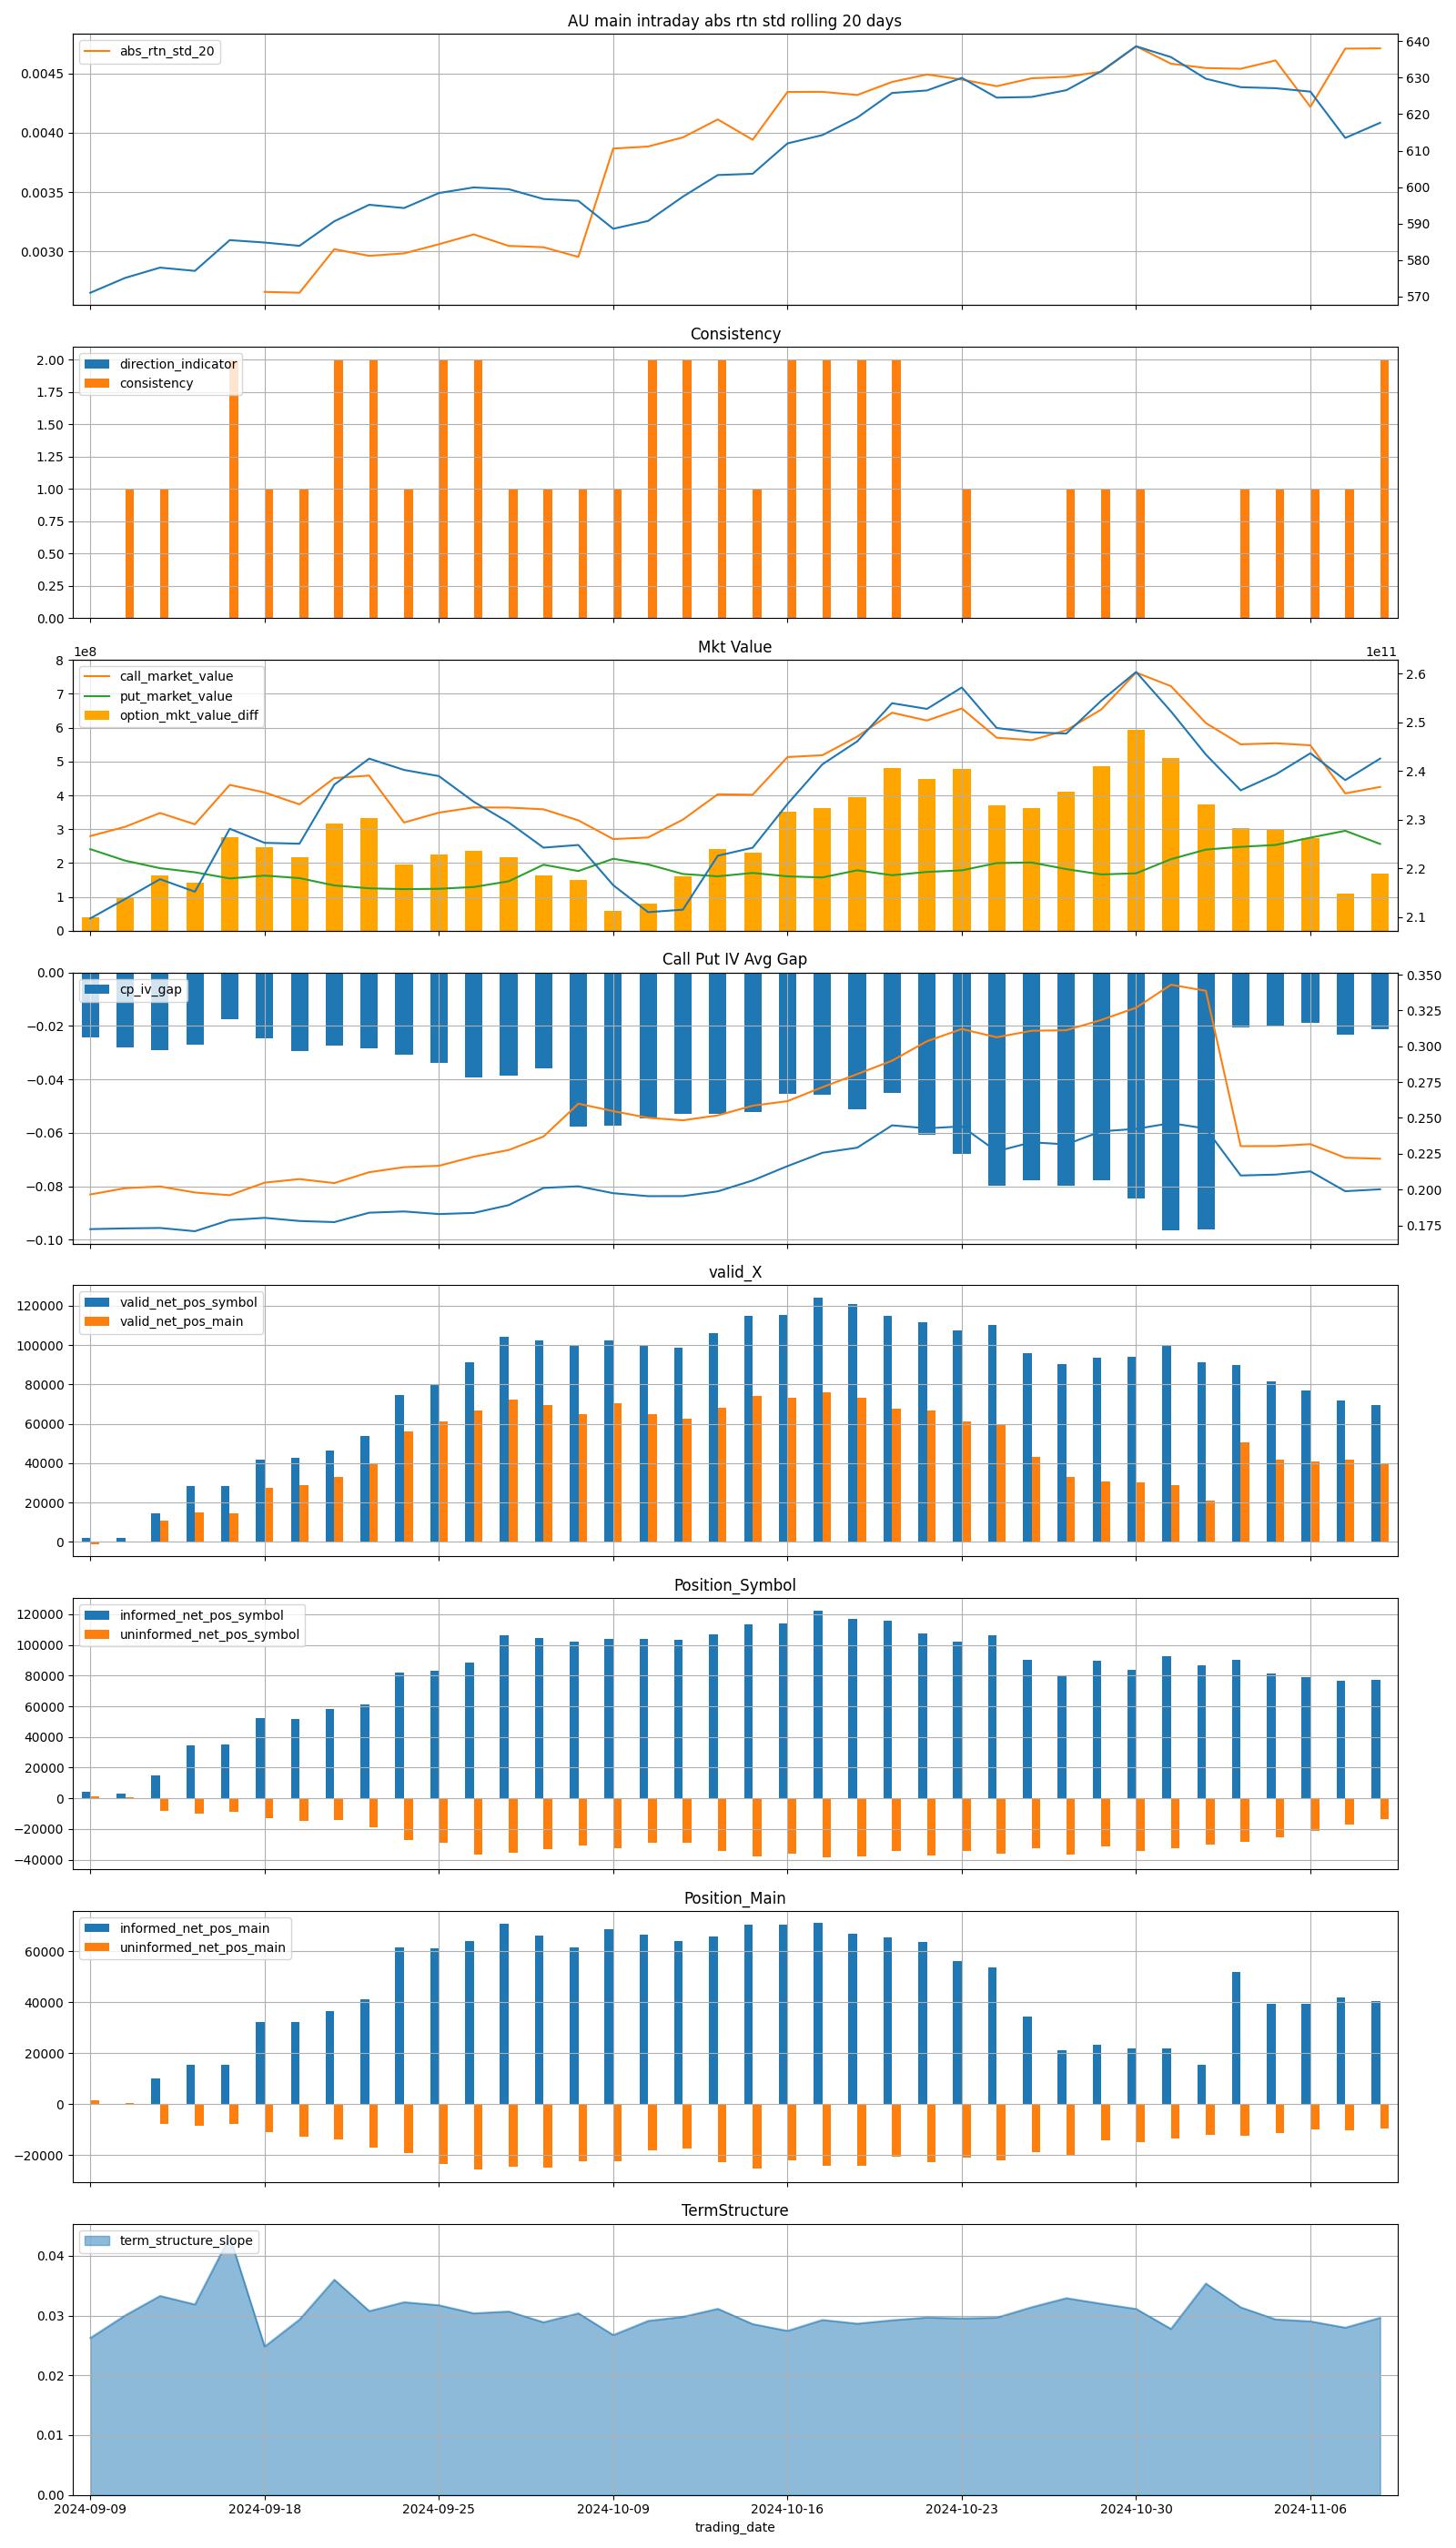 AU main intraday abs rtn std rolling 20 days
abs_rtn_std_20
0.0045
0.0040
0.0035
0.0030
640
630
620
610
600
590
580
570
Consistency
direction_indicator
consistency
2.00
1.75
1.50
1.25
1.00
0.75
0.50
0.25
0.00
Mkt Value
1e8
1e11
call_market_value
put_market_value
option_mkt_value_diff
8
7
6
5
4
3
2
1
0
2.6
2.5
2.4
2.3
2.2
2.1
Call Put IV Avg Gap
cp_iv_gap
0.00
−0.02
−0.04
−0.06
−0.08
−0.10
0.350
0.325
0.300
0.275
0.250
0.225
0.200
0.175
valid_X
valid_net_pos_symbol
valid_net_pos_main
120000
100000
80000
60000
40000
20000
0
Position_Symbol
informed_net_pos_symbol
uninformed_net_pos_symbol
120000
100000
80000
60000
40000
20000
0
−20000
−40000
Position_Main
informed_net_pos_main
uninformed_net_pos_main
60000
40000
20000
0
−20000
TermStructure
term_structure_slope
0.04
0.03
0.02
0.01
0.00
2024-09-09 2024-09-18 2024-09-25 2024-10-09 2024-10-16 2024-10-23 2024-10-30 2024-11-06
trading_date